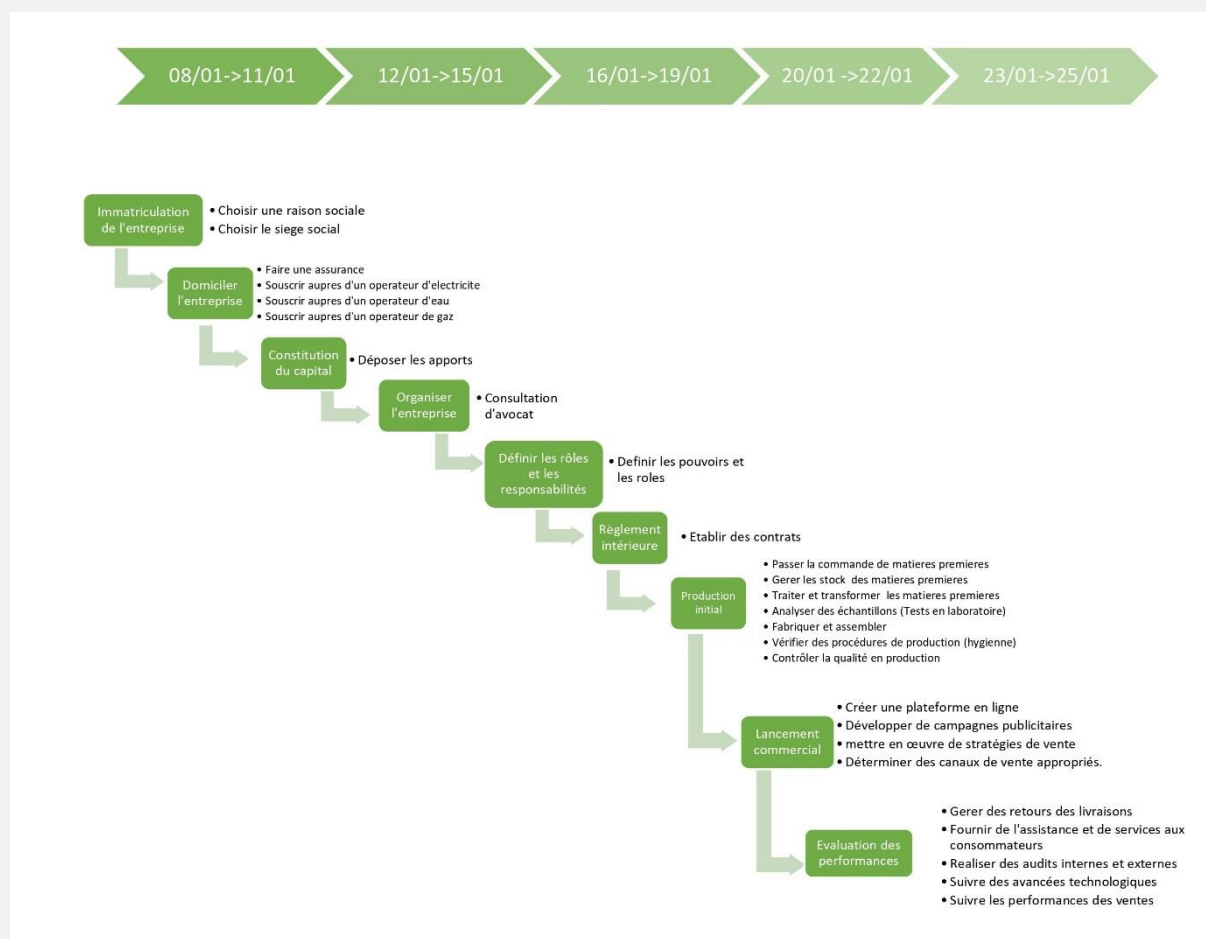 08/01->11/01
12/01->15/01
16/01->19/01
20/01 ->22/01
23/01->25/01
Immatriculation
de l'entreprise
• Choisir une raison sociale
• Choisir le siege social
Domiciler
l'entreprise
• Faire une assurance
• Souscrir aupres d'un operateur d'electricite
• Souscrir aupres d'un operateur d'eau
• Souscrir aupres d'un operateur de gaz
Constitution
du capital
• Déposer les apports
Organiser
l'entreprise
• Consultation
d'avocat
Définir les rôles
et les
responsabilités
• Definir les pouvoirs et
les roles
Règlement
intérieure
• Etablir des contrats
Production
initial
• Passer la commande de matieres premieres
• Gerer les stock des matieres premieres
• Traiter et transformer les matieres premieres
• Analyser des échantillons (Tests en laboratoire)
• Fabriquer et assembler
• Vérifier des procédures de production (hygienne)
• Contrôler la qualité en production
Lancement
commercial
• Créer une plateforme en ligne
• Développer de campagnes publicitaires
• mettre en œuvre de stratégies de vente
• Déterminer des canaux de vente appropriés.
Evaluation des
performances
• Gerer des retours des livraisons
• Fournir de l'assistance et de services aux
consommateurs
• Realiser des audits internes et externes
• Suivre des avancées technologiques
• Suivre les performances des ventes